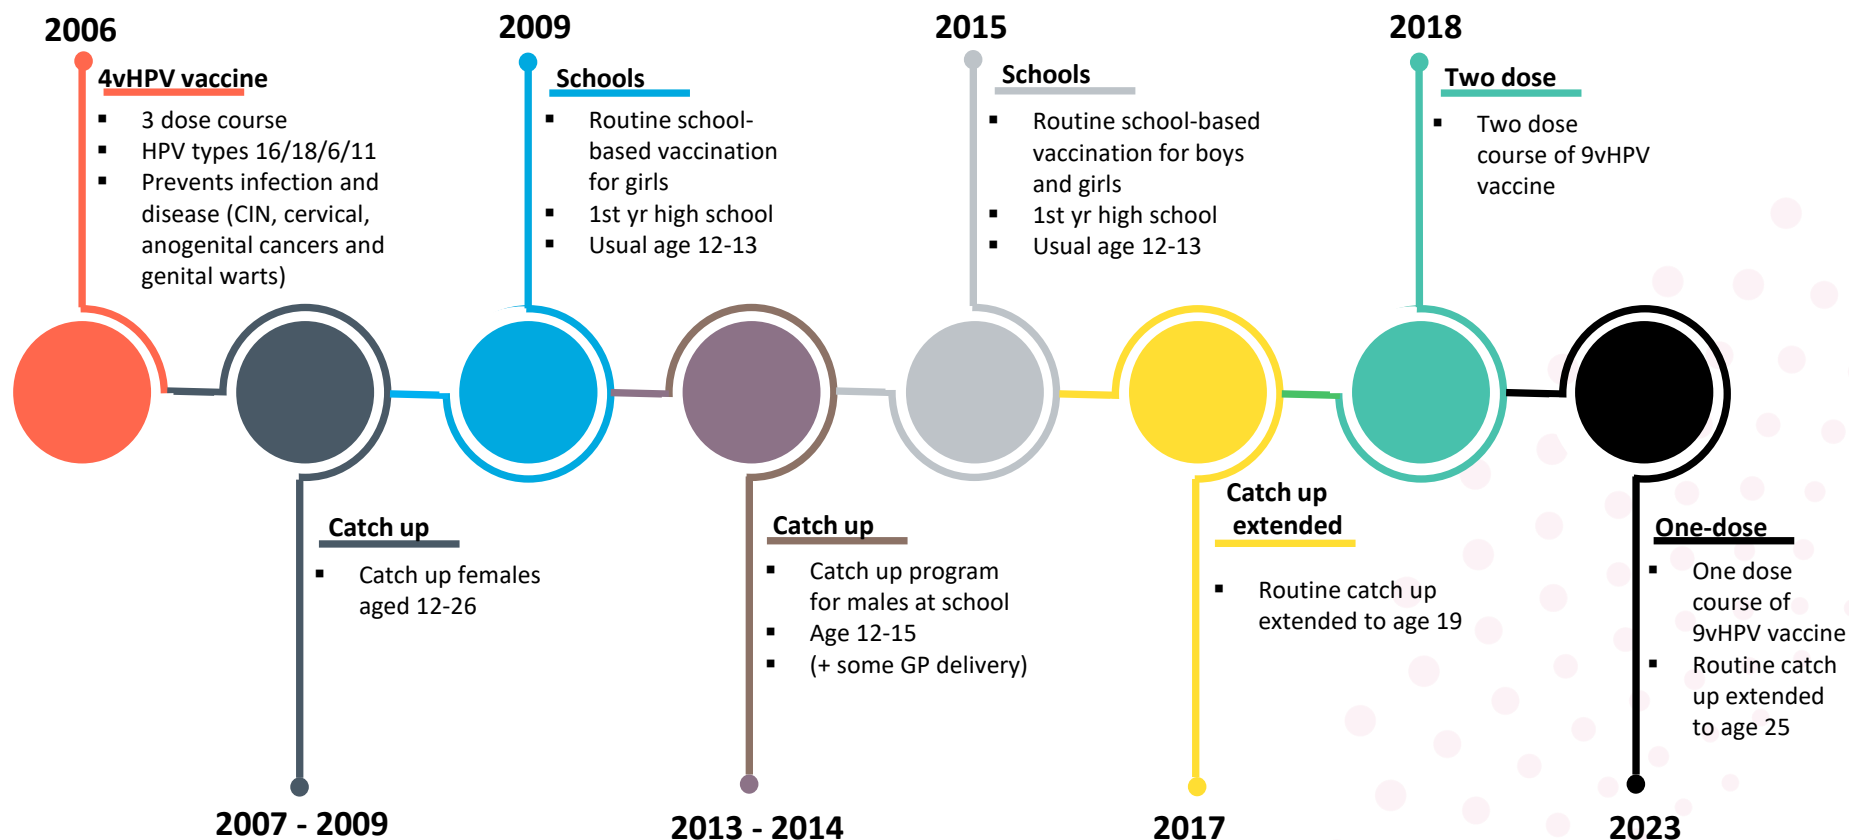 2006
4vHPV vaccine
▪ 3 dose course
▪ HPV types 16/18/6/11
▪ Prevents infection and
disease (CIN, cervical,
anogenital cancers and
genital warts)
2007 - 2009
Catch up
▪ Catch up females
aged 12-26
2009
Schools
▪ Routine school-
based vaccination
for girls
▪ 1st yr high school
▪ Usual age 12-13
2013 - 2014
Catch up
▪ Catch up program
for males at school
▪ Age 12-15
▪ (+ some GP delivery)
2015
Schools
▪ Routine school-based
vaccination for boys
and girls
▪ 1st yr high school
▪ Usual age 12-13
2017
Catch up
extended
▪ Routine catch up
extended to age 19
2018
Two dose
▪ Two dose
course of 9vHPV
vaccine
2023
One-dose
▪ One dose
course of
9vHPV vaccine
▪ Routine catch
up extended
to age 25